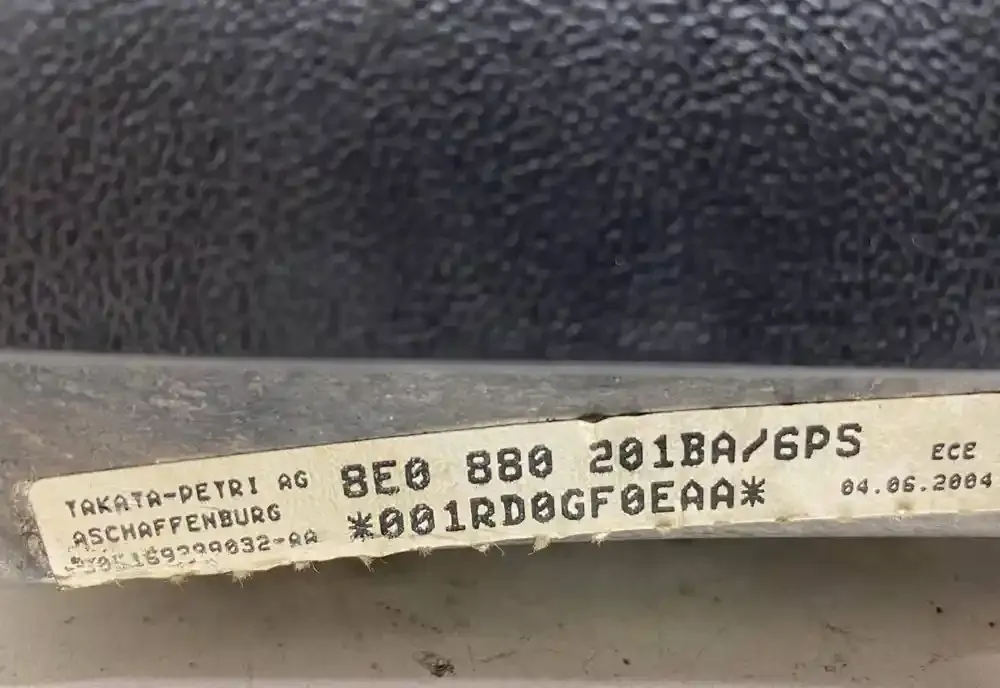 TAKATA-PETRI AG
ASCHAFFENBURG
8E0 880 201BA/6PS
*001RD0GF0EAA*
ECE
04.06.2004